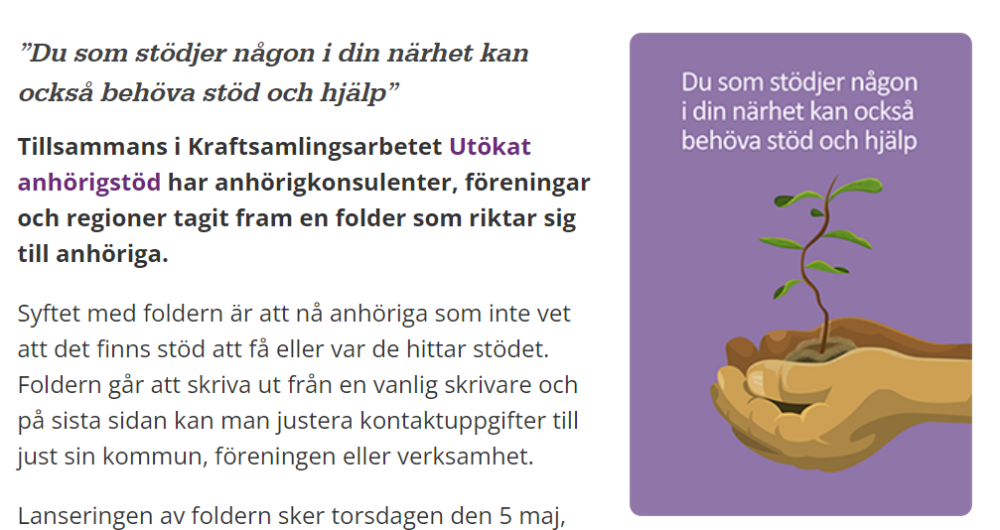 ”Du som stödjer någon i din närhet kan
också behöva stöd och hjälp”
Tillsammans i Kraftsamlingsarbetet Utökat
anhörigstöd har anhörigkonsulenter, föreningar
och regioner tagit fram en folder som riktar sig
till anhöriga.
Syftet med foldern är att nå anhöriga som inte vet
att det finns stöd att få eller var de hittar stödet.
Foldern går att skriva ut från en vanlig skrivare och
på sista sidan kan man justera kontaktuppgifter till
just sin kommun, föreningen eller verksamhet.
Lanseringen av foldern sker torsdagen den 5 maj,
Du som stödjer någon
i din närhet kan också
behöva stöd och hjälp